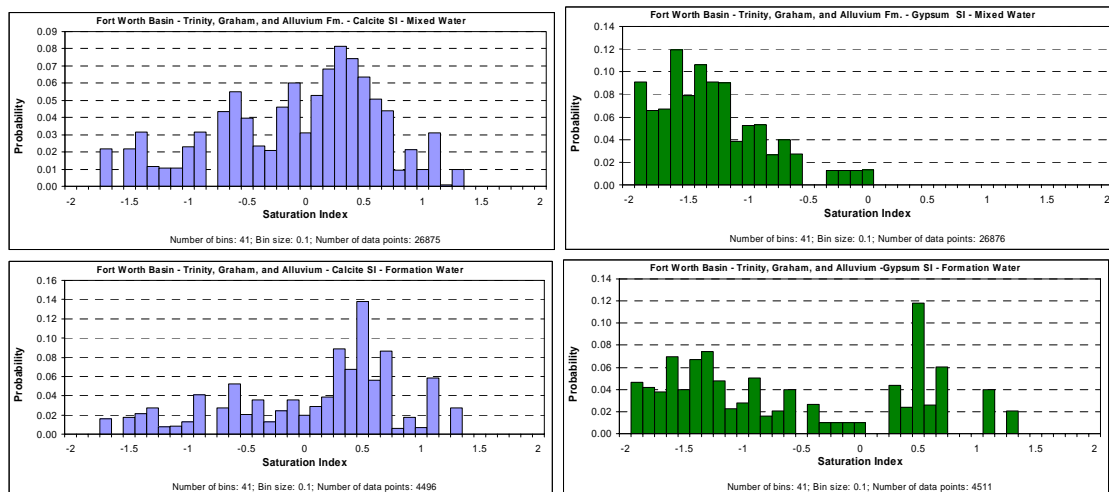 Fort Worth Basin - Trinity, Graham, and Alluvium Fm. - Calcite SI - Mixed Water
0.09
0.08
0.07
0.06
0.05
0.04
0.03
0.02
0.01
0.00
Probability
-2 -1.5 -1 -0.5 0 0.5 1 1.5 2
Saturation Index
Number of bins: 41; Bin size: 0.1; Number of data points: 26875
Fort Worth Basin - Trinity, Graham, and Alluvium Fm. - Gypsum SI - Mixed Water
0.14
0.12
0.10
0.08
0.06
0.04
0.02
0.00
Probability
-2 -1.5 -1 -0.5 0 0.5 1 1.5 2
Saturation Index
Number of bins: 41; Bin size: 0.1; Number of data points: 26876
Fort Worth Basin - Trinity, Graham, and Alluvium - Calcite SI - Formation Water
0.16
0.14
0.12
0.10
0.08
0.06
0.04
0.02
0.00
Probability
-2 -1.5 -1 -0.5 0 0.5 1 1.5 2
Saturation Index
Number of bins: 41; Bin size: 0.1; Number of data points: 4496
Fort Worth Basin - Trinity, Graham, and Alluvium -Gypsum SI - Formation Water
0.14
0.12
0.10
0.08
0.06
0.04
0.02
0.00
Probability
-2 -1.5 -1 -0.5 0 0.5 1 1.5 2
Saturation Index
Number of bins: 41; Bin size: 0.1; Number of data points: 4511